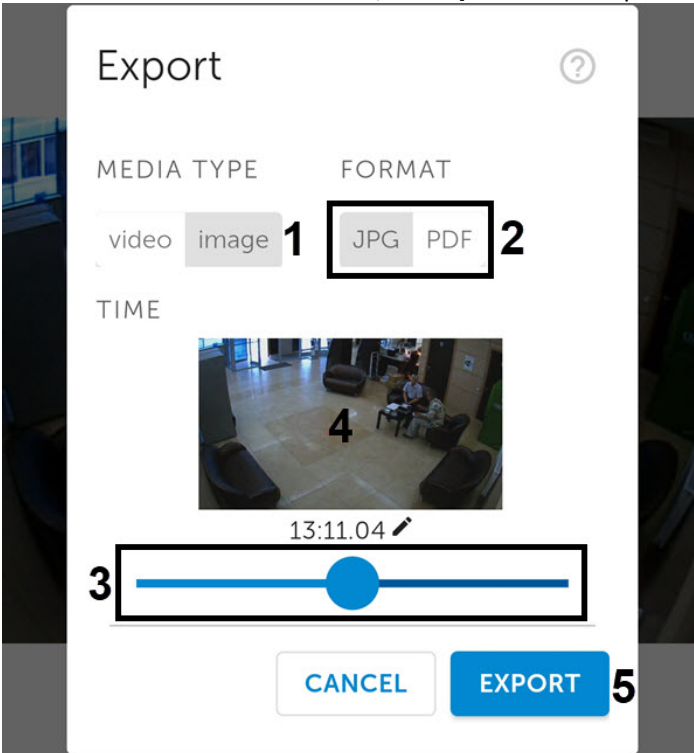 Export ?
MEDIA TYPE FORMAT
video image 1 JPG PDF 2
TIME
4
13:11.04
3
CANCEL EXPORT 5